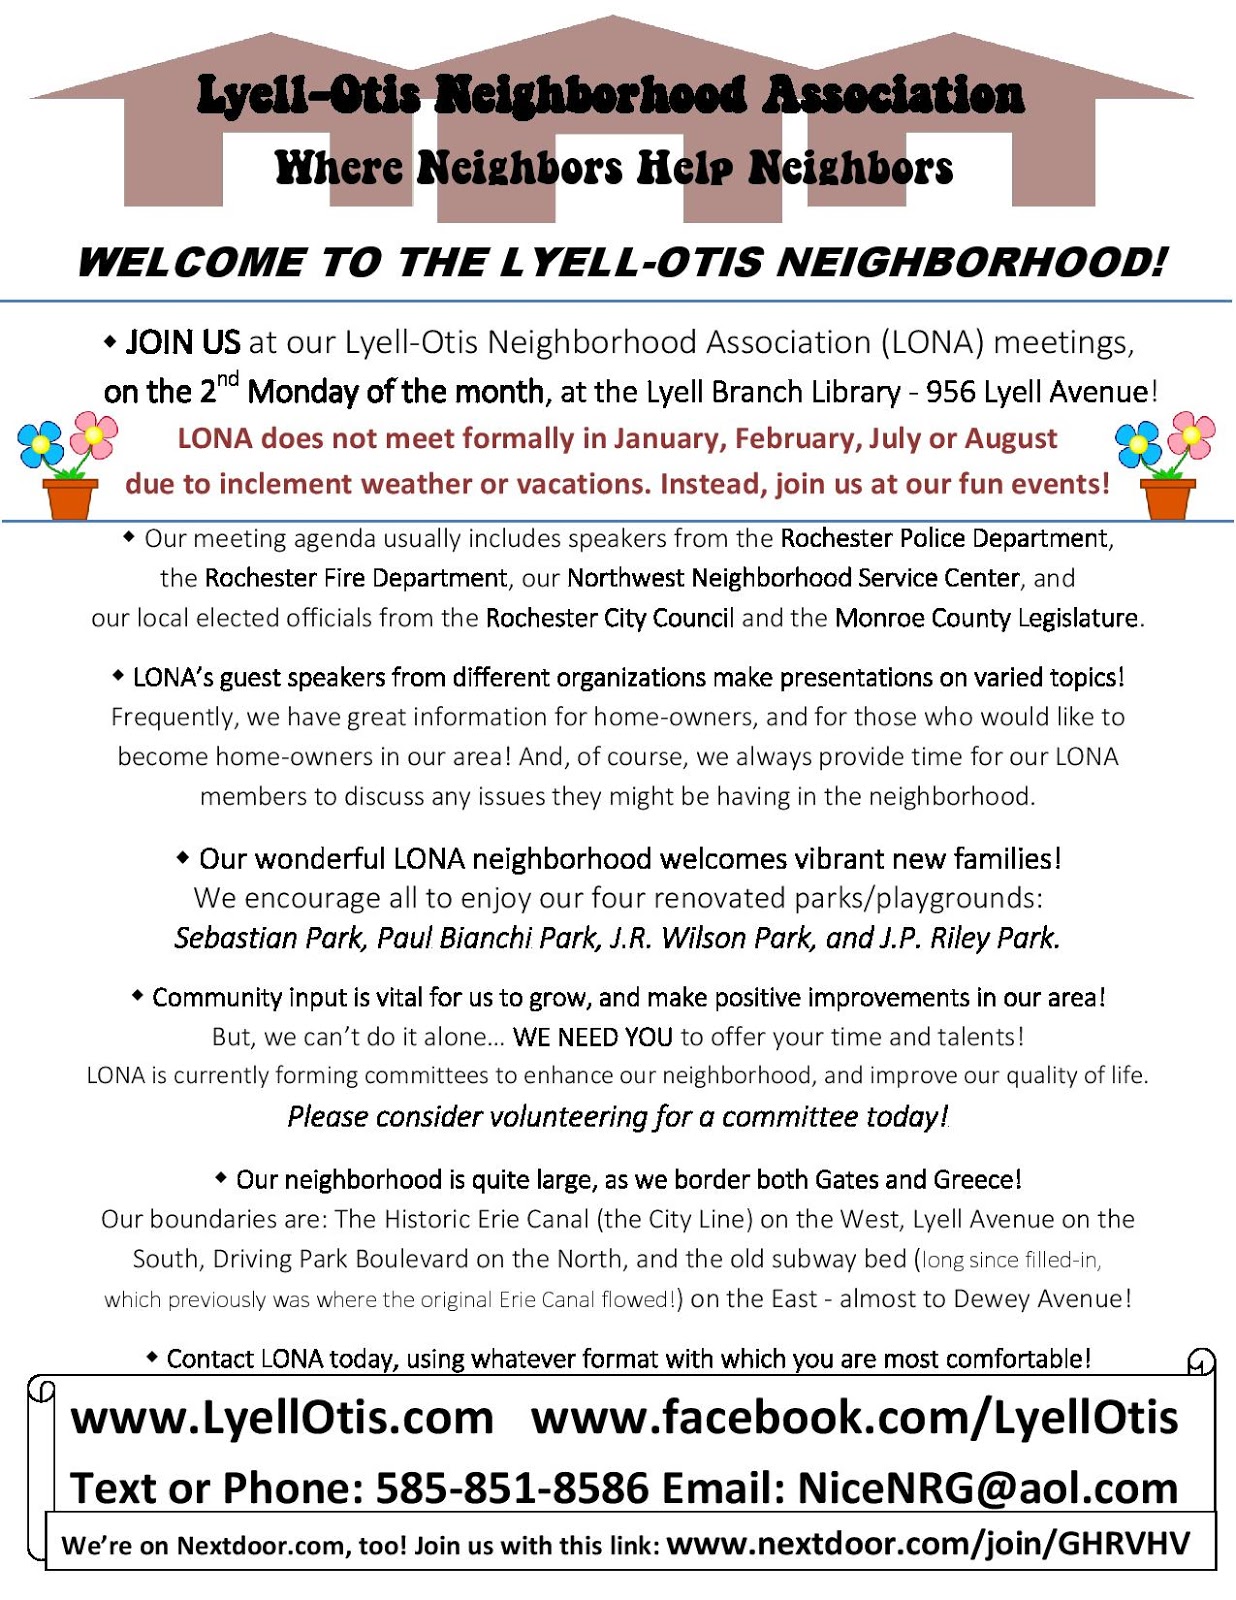 Lyell-Otis Neighborhood Association
Where Neighbors Help Neighbors
WELCOME TO THE LYELL-OTIS NEIGHBORHOOD!
◆ JOIN US at our Lyell-Otis Neighborhood Association (LONA) meetings,
on the 2nd Monday of the month, at the Lyell Branch Library - 956 Lyell Avenue!
LONA does not meet formally in January, February, July or August
due to inclement weather or vacations. Instead, join us at our fun events!
◆ Our meeting agenda usually includes speakers from the Rochester Police Department,
the Rochester Fire Department, our Northwest Neighborhood Service Center, and
our local elected officials from the Rochester City Council and the Monroe County Legislature.
◆ LONA's guest speakers from different organizations make presentations on varied topics!
Frequently, we have great information for home-owners, and for those who would like to
become home-owners in our area! And, of course, we always provide time for our LONA
members to discuss any issues they might be having in the neighborhood.
◆ Our wonderful LONA neighborhood welcomes vibrant new families!
We encourage all to enjoy our four renovated parks/playgrounds:
Sebastian Park, Paul Bianchi Park, J.R. Wilson Park, and J.P. Riley Park.
◆ Community input is vital for us to grow, and make positive improvements in our area!
But, we can't do it alone... WE NEED YOU to offer your time and talents!
LONA is currently forming committees to enhance our neighborhood, and improve our quality of life.
Please consider volunteering for a committee today!
◆ Our neighborhood is quite large, as we border both Gates and Greece!
Our boundaries are: The Historic Erie Canal (the City Line) on the West, Lyell Avenue on the
South, Driving Park Boulevard on the North, and the old subway bed (long since filled-in,
which previously was where the original Erie Canal flowed!) on the East - almost to Dewey Avenue!
◆ Contact LONA today, using whatever format with which you are most comfortable!
www.LyellOtis.com www.facebook.com/LyellOtis
Text or Phone: 585-851-8586 Email: NiceNRG@aol.com
We're on Nextdoor.com, too! Join us with this link: www.nextdoor.com/join/GHRVHV